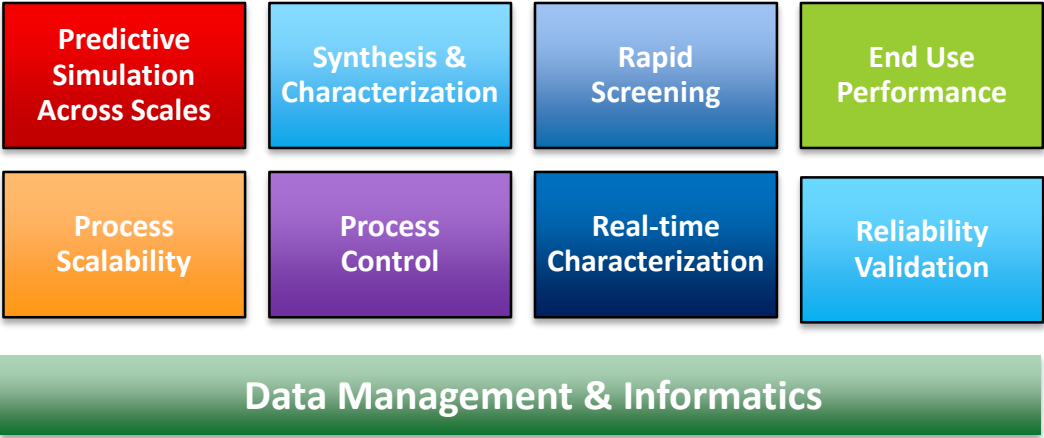 Predictive
Simulation
Across Scales
Synthesis &
Characterization
Rapid
Screening
End Use
Performance
Process
Scalability
Process
Control
Real-time
Characterization
Reliability
Validation
Data Management & Informatics